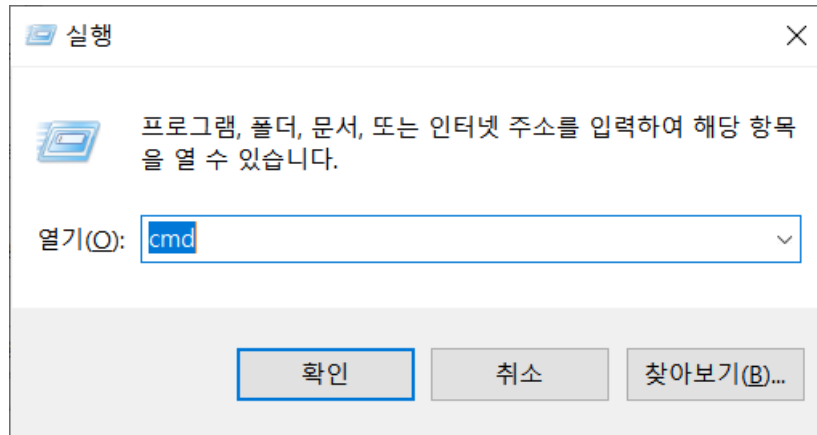 실행
프로그램, 폴더, 문서, 또는 인터넷 주소를 입력하여 해당 항목
을 열 수 있습니다.
열기(O): cmd
확인 취소 찾아보기(B)...